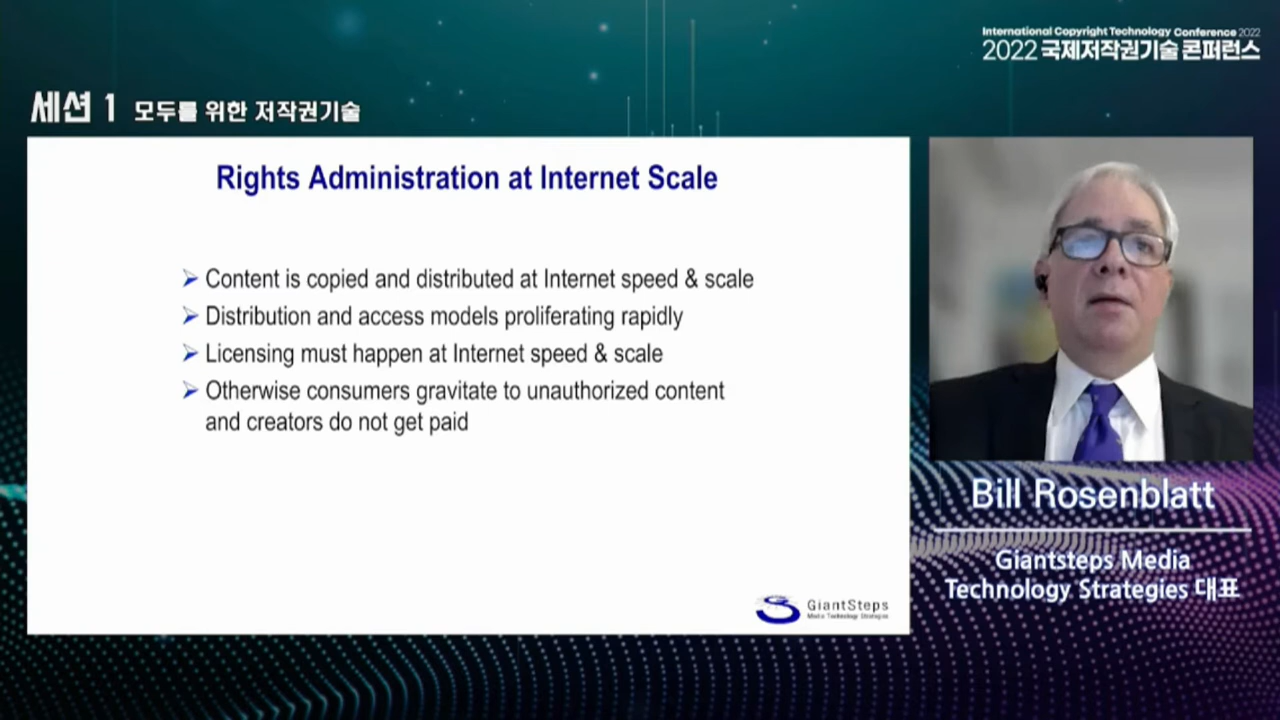 International Copyright Technology Conference 2022
2022 국제저작권기술 콘퍼런스
세션 1 모두를 위한 저작권기술
Rights Administration at Internet Scale
Content is copied and distributed at Internet speed & scale
Distribution and access models proliferating rapidly
Licensing must happen at Internet speed & scale
Otherwise consumers gravitate to unauthorized content
and creators do not get paid
GiantSteps
Media Technology Strategies
Bill Rosenblatt
Giantsteps Media
Technology Strategies 대표